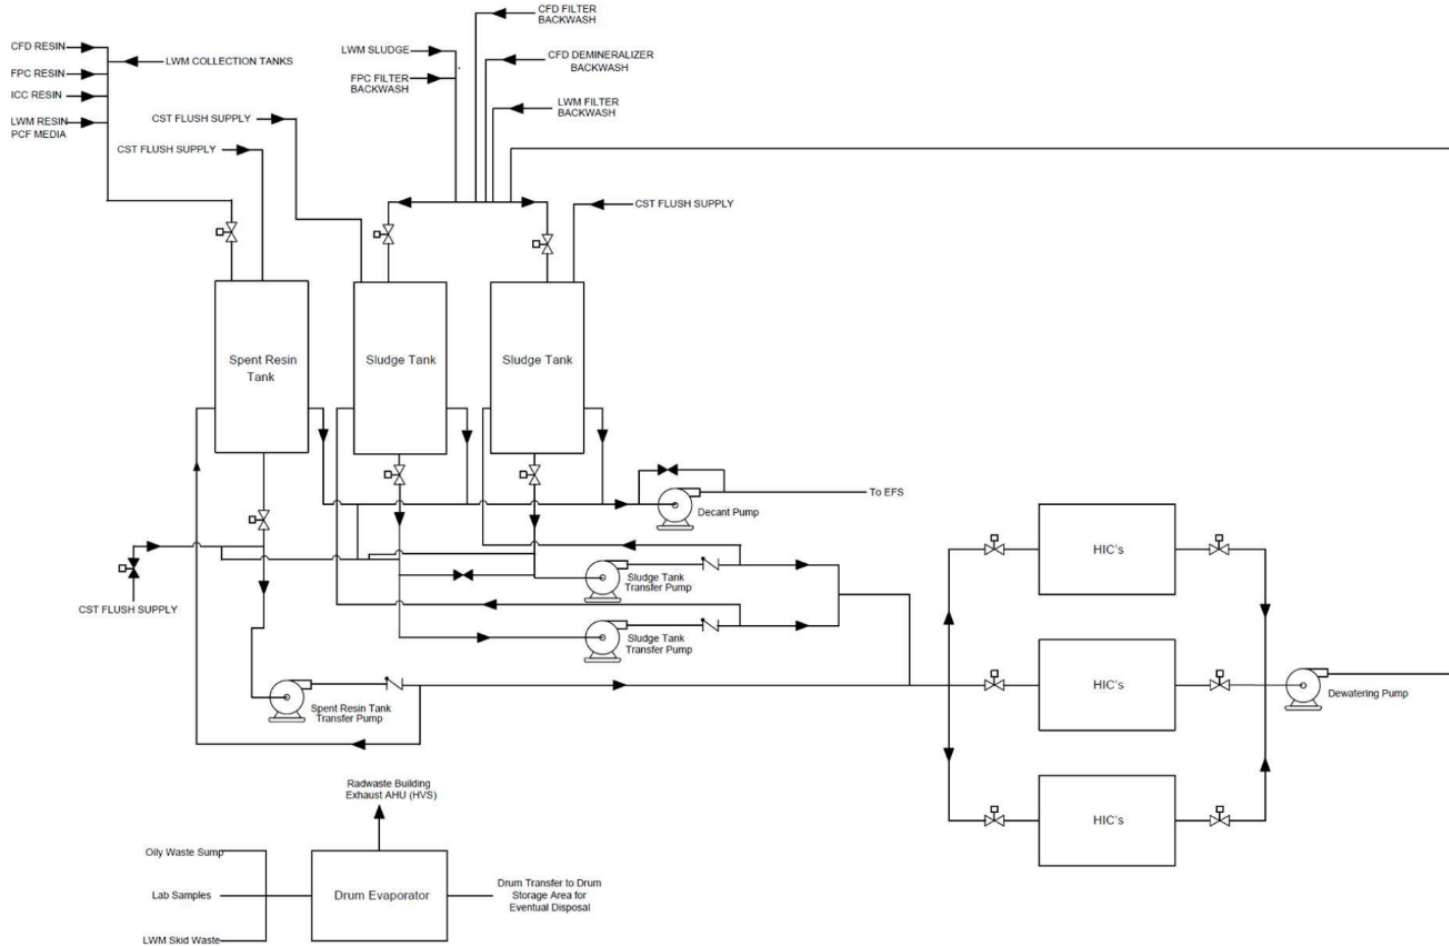 CFD FILTER
BACKWASH
CFD RESIN
LWM COLLECTION TANKS
FPC RESIN
ICC RESIN
LWM RESIN
PCF MEDIA
LWM SLUDGE
FPC FILTER
BACKWASH
CFD DEMINERALIZER
BACKWASH
LWM FILTER
BACKWASH
CST FLUSH SUPPLY
CST FLUSH SUPPLY
CST FLUSH SUPPLY
Spent Resin
Tank
Sludge Tank
Sludge Tank
To EFS
Decant Pump
HIC's
Sludge Tank
Transfer Pump
CST FLUSH SUPPLY
Sludge Tank
Transfer Pump
HIC's
Spent Resin Tank
Transfer Pump
Dewatering Pump
HIC's
Radwaste Building
Exhaust AHU (HVS)
Oily Waste Sump
Lab Samples
LWM Skid Waste
Drum Evaporator
Drum Transfer to Drum
Storage Area for
Eventual Disposal